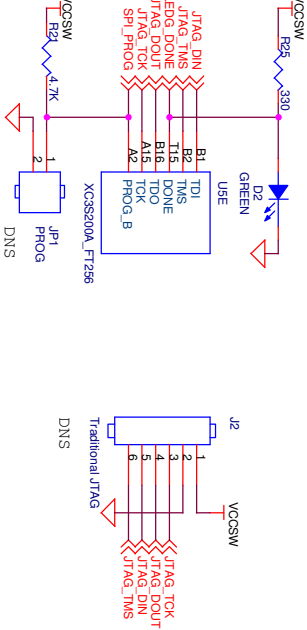 VCCSW
R25
330
D2
GREEN
U5E
JTAG_DIN B1 TDI
JTAG_TMS B2 TMS
LEDG_DONE T15 DONE
JTAG_DOUT B16 TDO
JTAG_TCK A15 TCK
SPI_PROG A2 PROG_B
XC3S200A_FT256
VCCSW
R21
4.7K
1
2
JP1
PROG
DNS
J2
VCCSW
1
2
3 JTAG_TCK
4 JTAG_DOUT
5 JTAG_DIN
6 JTAG_TMS
Traditional JTAG
DNS